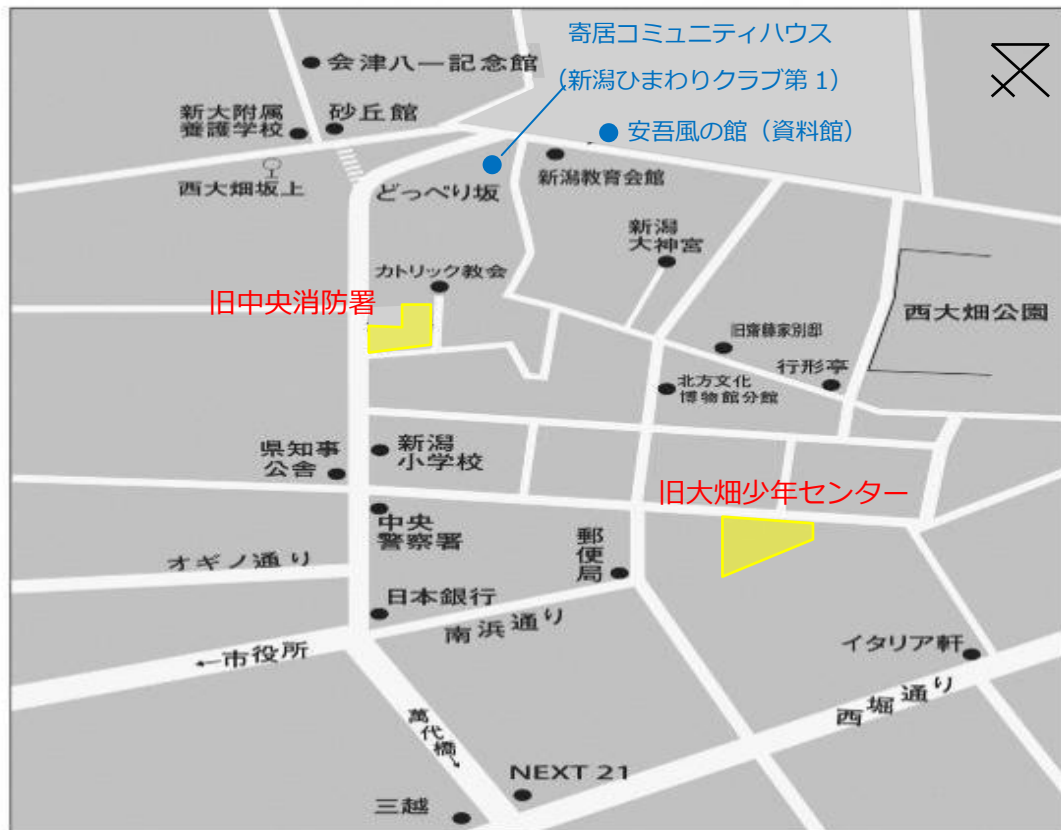 寄居コミュニティハウス
(新潟ひまわりクラブ第1)
会津八一記念館
新大附属
養護学校
砂丘館
安吾風の館（資料館）
西大畑坂上
どっぺり坂
新潟教育会館
新潟
大神宮
カトリック教会
旧中央消防署
西大畑公園
旧齋藤家別邸
行形亭
北方文化
博物館分館
県知事
公舎
新潟
小学校
旧大畑少年センター
中央
警察署
郵便局
オギノ通り
日本銀行
南浜通り
←市役所
イタリア軒
西堀通り
萬代橋→
NEXT 21
三越